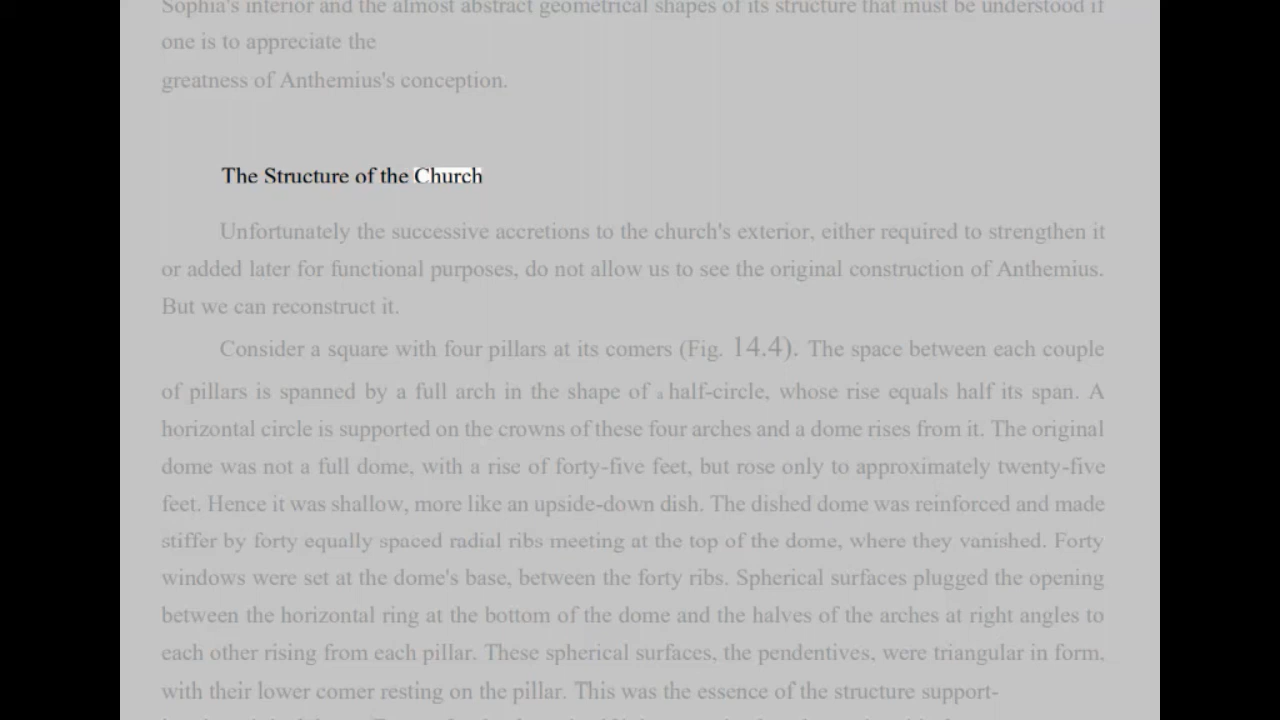 Sophia's interior and the almost abstract geometrical shapes of its structure that must be understood if
one is to appreciate the
greatness of Anthemius's conception.
The Structure of the Church
Unfortunately the successive accretions to the church's exterior, either required to strengthen it
or added later for functional purposes, do not allow us to see the original construction of Anthemius.
But we can reconstruct it.
Consider a square with four pillars at its comers (Fig. 14.4). The space between each couple
of pillars is spanned by a full arch in the shape of a half-circle, whose rise equals half its span. A
horizontal circle is supported on the crowns of these four arches and a dome rises from it. The original
dome was not a full dome, with a rise of forty-five feet, but rose only to approximately twenty-five
feet. Hence it was shallow, more like an upside-down dish. The dished dome was reinforced and made
stiffer by forty equally spaced radial ribs meeting at the top of the dome, where they vanished. Forty
windows were set at the dome's base, between the forty ribs. Spherical surfaces plugged the opening
between the horizontal ring at the bottom of the dome and the halves of the arches at right angles to
each other rising from each pillar. These spherical surfaces, the pendentives, were triangular in form,
with their lower comer resting on the pillar. This was the essence of the structure support-